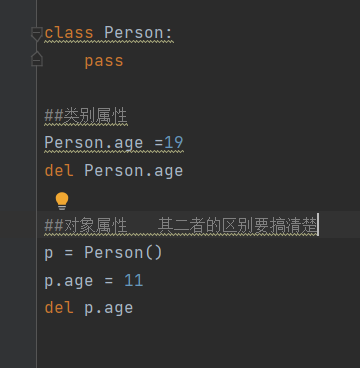 class Person:
    pass
##类别属性
Person.age =19
del Person.age
##对象属性   其二者的区别要搞清楚
p = Person()
p.age = 11
del p.age